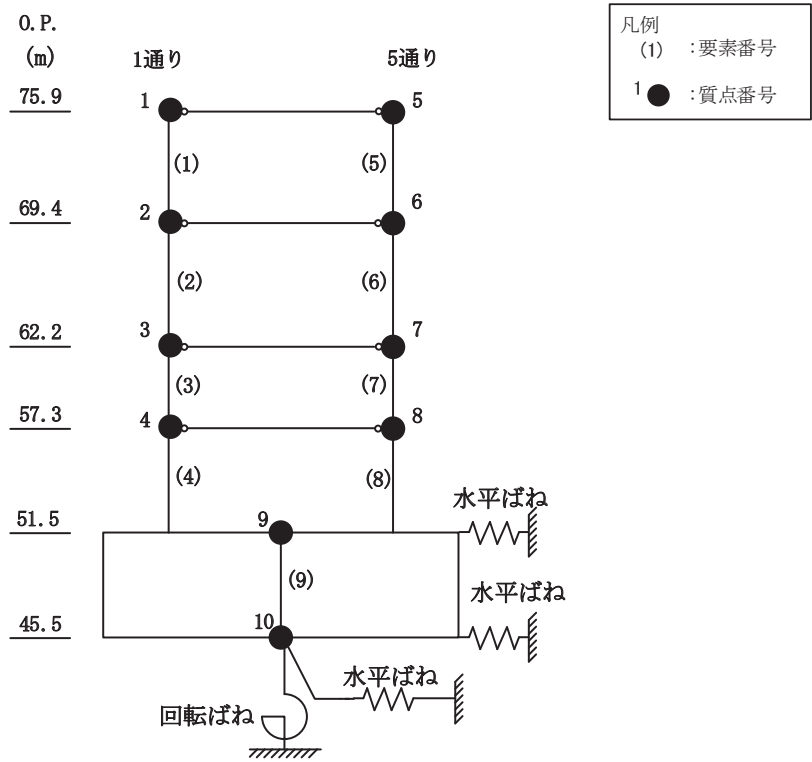 O.P.
(m)
1通り
5通り
凡例
(1) :要素番号
1 :質点番号
75.9
1
5
(1)
(5)
69.4
2
6
(2)
(6)
62.2
3
7
(3)
(7)
57.3
4
8
(4)
(8)
水平ばね
51.5
9
(9)
水平ばね
45.5
10
水平ばね
回転ばね